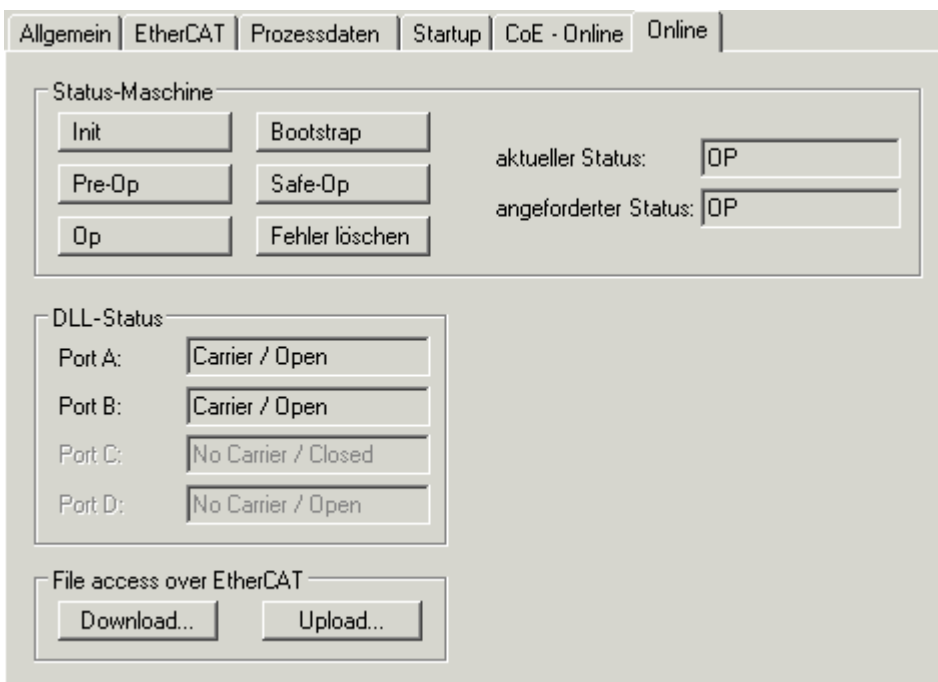 Allgemein EtherCAT Prozessdaten Startup CoE - Online Online
Status-Maschine
Init Bootstrap
aktueller Status: OP
Pre-Op Safe-Op
angeforderter Status: OP
Op Fehler löschen
DLL-Status
Port A: Carrier / Open
Port B: Carrier / Open
Port C: No Carrier / Closed
Port D: No Carrier / Open
File access over EtherCAT
Download... Upload...